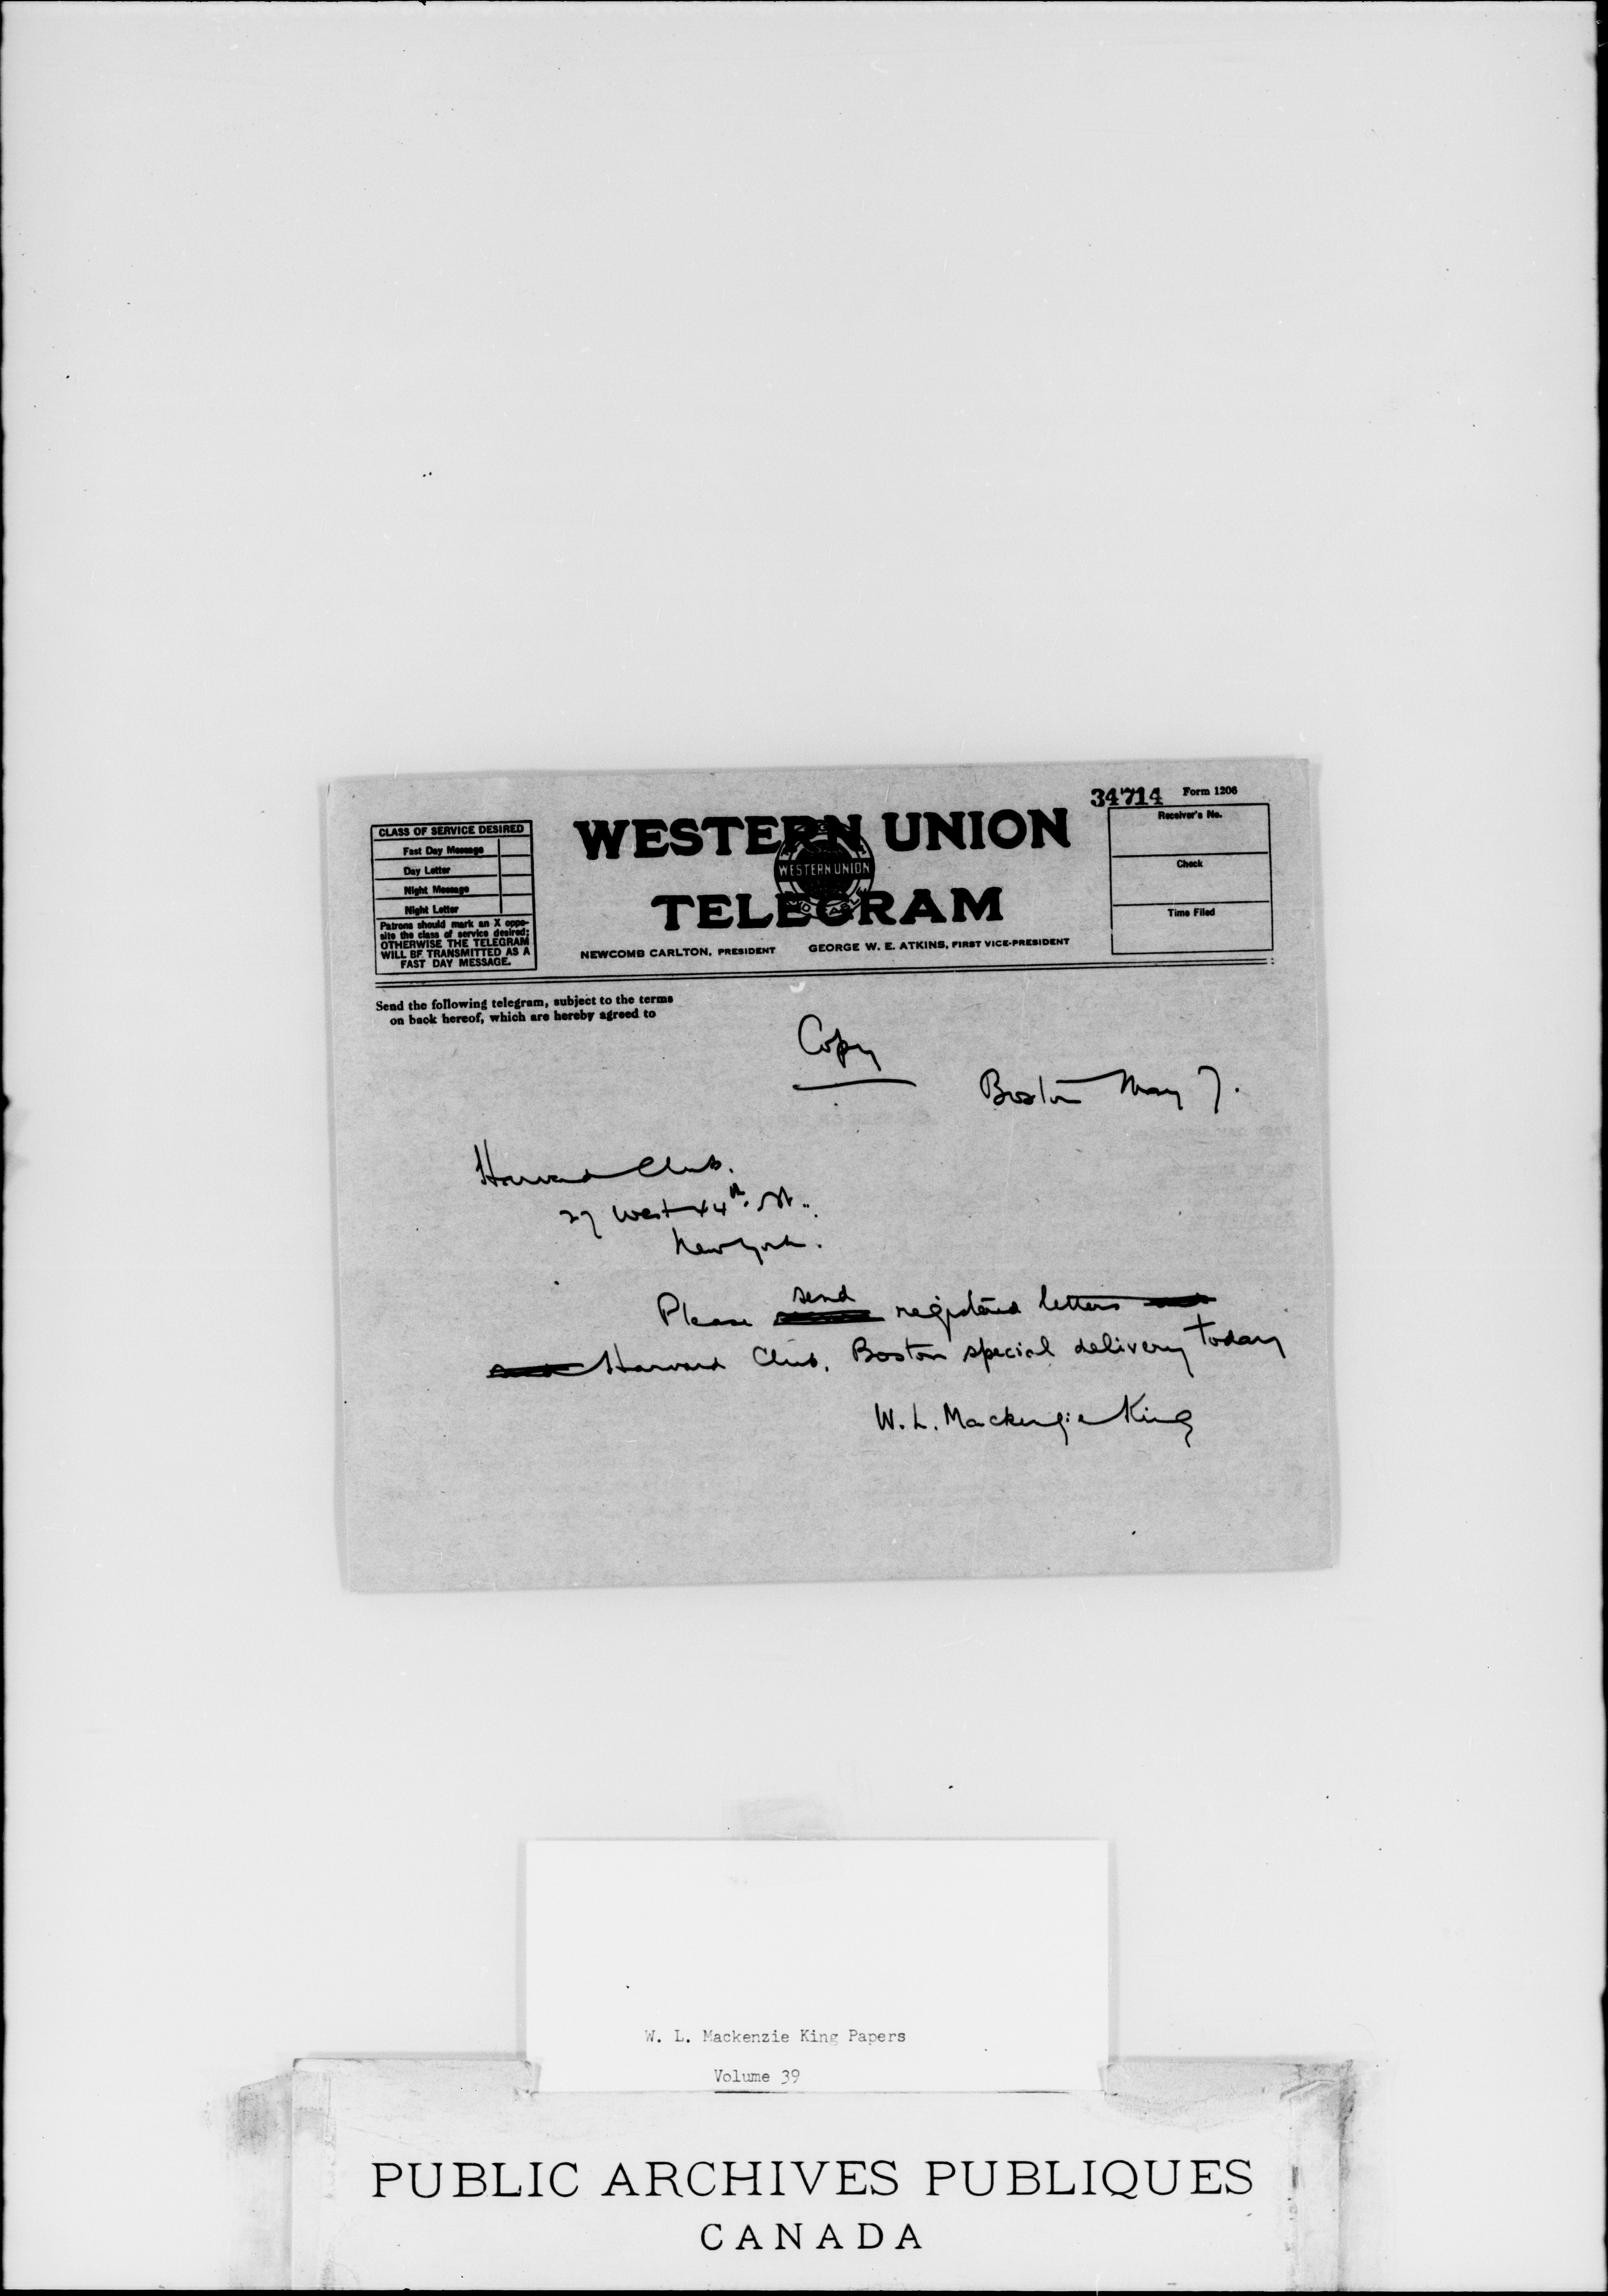 34714 Form 1206
CLASS OF SERVICE DESIRED
Fast Day Message
Day Letter
Night Message
Night Letter
Patrons should mark an X oppo-
site the class of service desired;
OTHERWISE THE TELEGRAM
WILL BE TRANSMITTED AS A
FAST DAY MESSAGE.
WESTERN UNION
WESTERN UNION
TELEGRAM
NEWCOMB CARLTON, PRESIDENT GEORGE W. E. ATKINS, FIRST VICE-PRESIDENT
Receiver's No.
Check
Time Filed
Send the following telegram, subject to the terms
on back hereof, which are hereby agreed to
Copy
Boston May 7.
Harvard Club.
27 West 44th St.
New York.
Please send registered letters
Harvard Club, Boston special delivery today
W. L. Mackenzie King
W. L. Mackenzie King Papers
Volume 39
PUBLIC ARCHIVES PUBLIQUES
CANADA